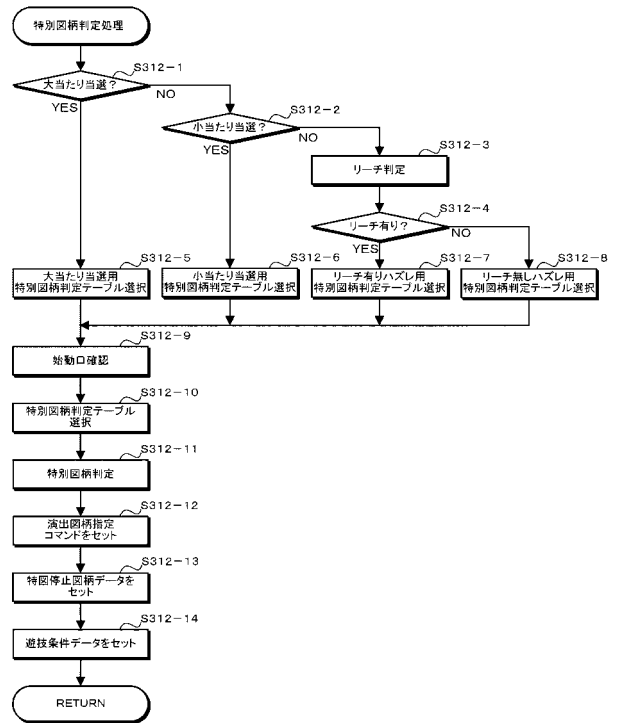 特別図柄判定処理
S312-1
大当たり当選?
NO
YES
S312-2
小当たり当選?
NO
YES
S312-3
リーチ判定
S312-4
リーチ有り?
NO
YES
S312-5
大当たり当選用
特別図柄判定テーブル選択
S312-6
小当たり当選用
特別図柄判定テーブル選択
S312-7
リーチ有りハズレ用
特別図柄判定テーブル選択
S312-8
リーチ無しハズレ用
特別図柄判定テーブル選択
S312-9
始動口確認
S312-10
特別図柄判定テーブル
選択
S312-11
特別図柄判定
S312-12
演出図柄指定
コマンドをセット
S312-13
特図停止図柄データを
セット
S312-14
遊技条件データをセット
RETURN